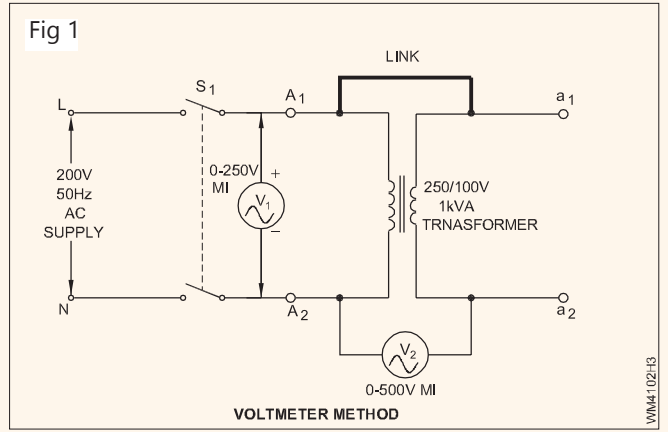 Fig 1
LINK
S1
A1
a1
L
200V
50Hz
AC
SUPPLY
0-250V
MI
+
V1
–
250/100V
1kVA
TRNASFORMER
N
A2
a2
V2
0-500V MI
VOLTMETER METHOD
WM4102H3